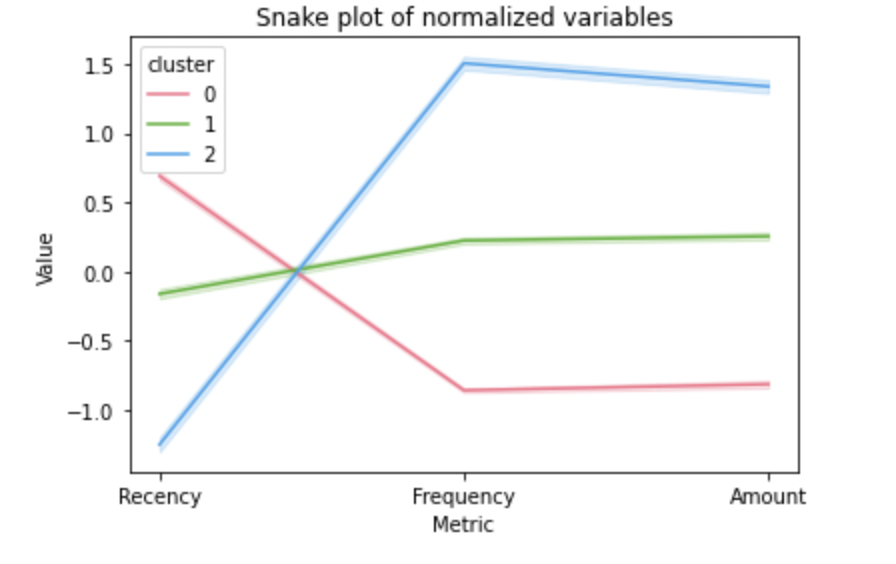 Snake plot of normalized variables
cluster
0
1
2
1.5
1.0
0.5
0.0
−0.5
−1.0
Value
Recency Frequency Amount
Metric